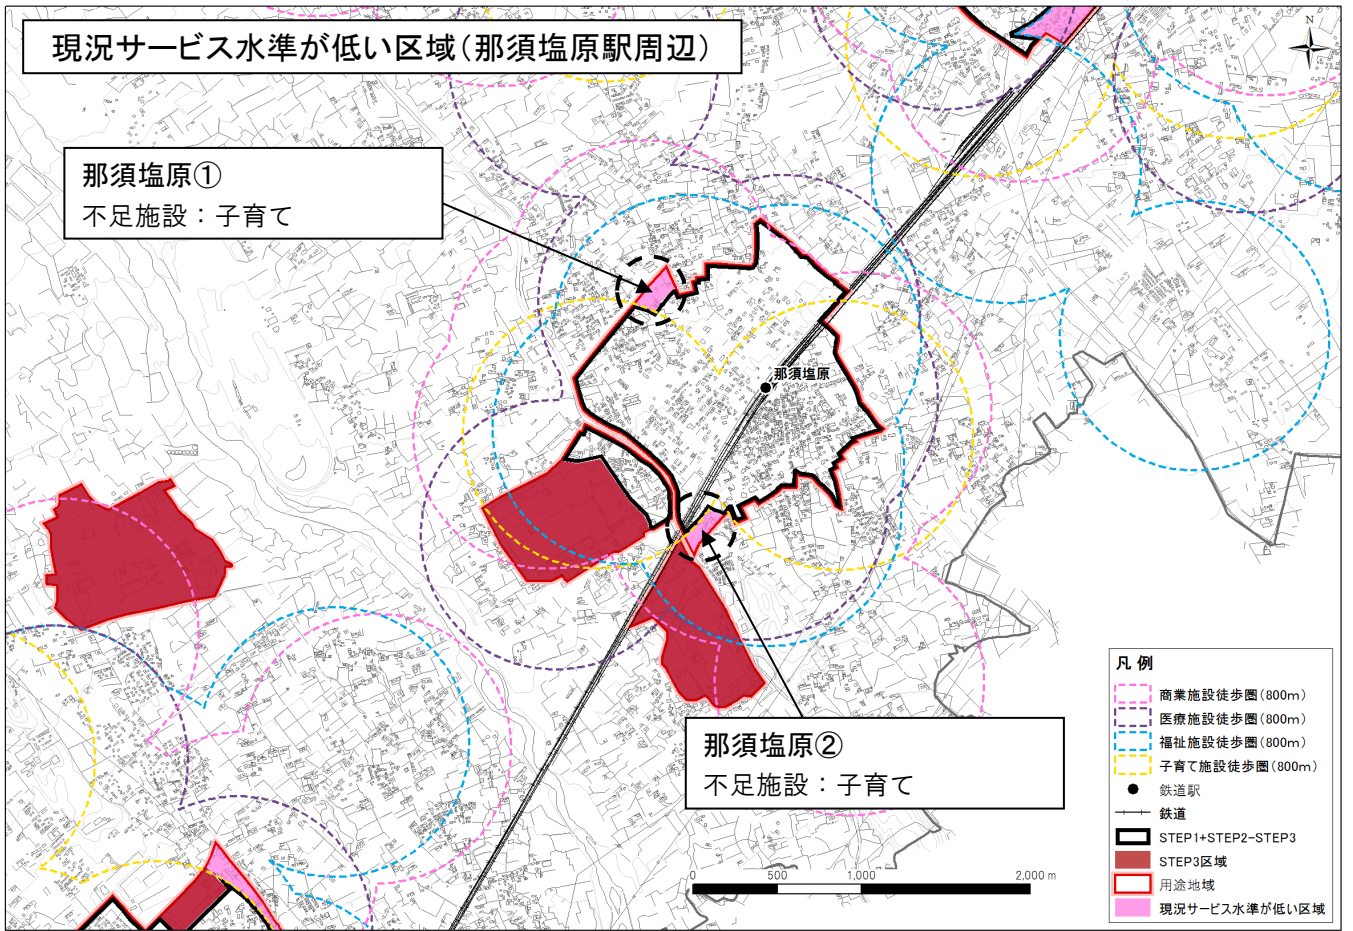 現況サービス水準が低い区域(那須塩原駅周辺)
N
那須塩原①
不足施設：子育て
那須塩原
那須塩原②
不足施設：子育て
凡 例
商業施設徒歩圏(800m)
医療施設徒歩圏(800m)
福祉施設徒歩圏(800m)
子育て施設徒歩圏(800m)
鉄道駅
鉄道
STEP1+STEP2-STEP3
STEP3区域
用途地域
現況サービス水準が低い区域
0 500 1,000 2,000 m